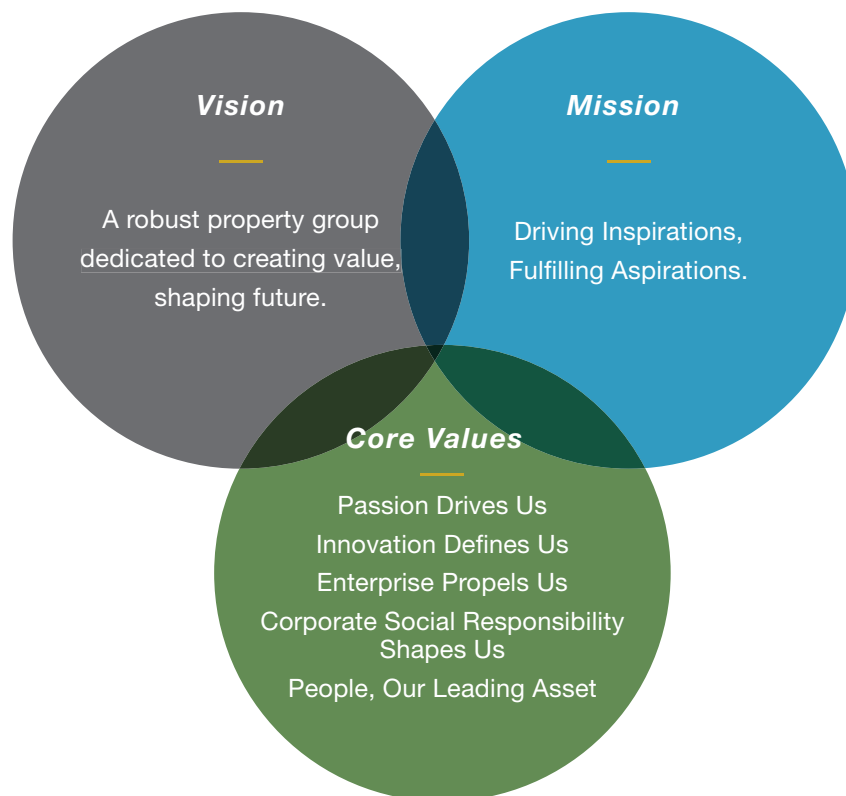 Vision
A robust property group
dedicated to creating value,
shaping future.
Mission
Driving Inspirations,
Fulfilling Aspirations.
Core Values
Passion Drives Us
Innovation Defines Us
Enterprise Propels Us
Corporate Social Responsibility
Shapes Us
People, Our Leading Asset